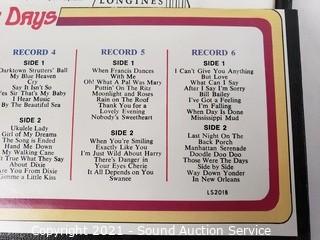 LONGINES
DAYS
RECORD 4
SIDE 1
Darktown Strutters' Ball
My Blue Heaven
Cry
Say It Isn't So
Yes Sir That's My Baby
I Hear Music
By The Beautiful Sea
SIDE 2
Ukulele Lady
Girl of My Dreams
The Song is Ended
Hand Me Down
My Walking Cane
It True What They Say
About Dixie
Are You From Dixie
Gimme a Little Kiss
RECORD 5
SIDE 1
When Francis Dances
With Me
Oh! What A Pal Was Mary
Puttin' On the Ritz
Moonlight and Roses
Rain on the Roof
Thank You for a
Lovely Evening
Nobody's Sweetheart
SIDE 2
When You're Smiling
Exactly Like You
I'm Just Wild About Harry
There's Danger in
Your Eyes Cherie
It All Depends on You
Swanee
RECORD 6
SIDE 1
I Can't Give You Anything
But Love
What Can I Say
After I Say I'm Sorry
Bill Bailey
I've Got a Feeling
I'm Falling
When Day is Done
Mississippi Mud
SIDE 2
Last Night On The
Back Porch
Manhattan Serenade
Doodle Doo Doo
Those Were The Days
Side by Side
Way Down Yonder
In New Orleans
LS201B
© Copyright 2021 - Sound Auction Service